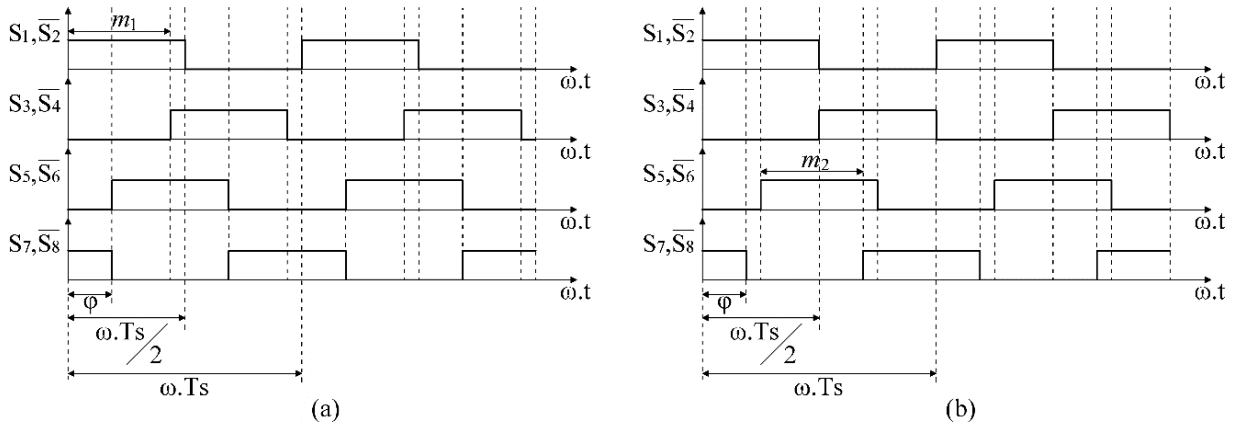 S₁,S̅₂̅
m₁
ω.t
S₃,S̅₄̅
ω.t
S₅,S̅₆̅
ω.t
S₇,S̅₈̅
ω.t
φ
ω.Ts/2
ω.Ts
(a)
S₁,S̅₂̅
ω.t
S₃,S̅₄̅
ω.t
S₅,S̅₆̅
m₂
ω.t
S₇,S̅₈̅
ω.t
φ
ω.Ts/2
ω.Ts
(b)